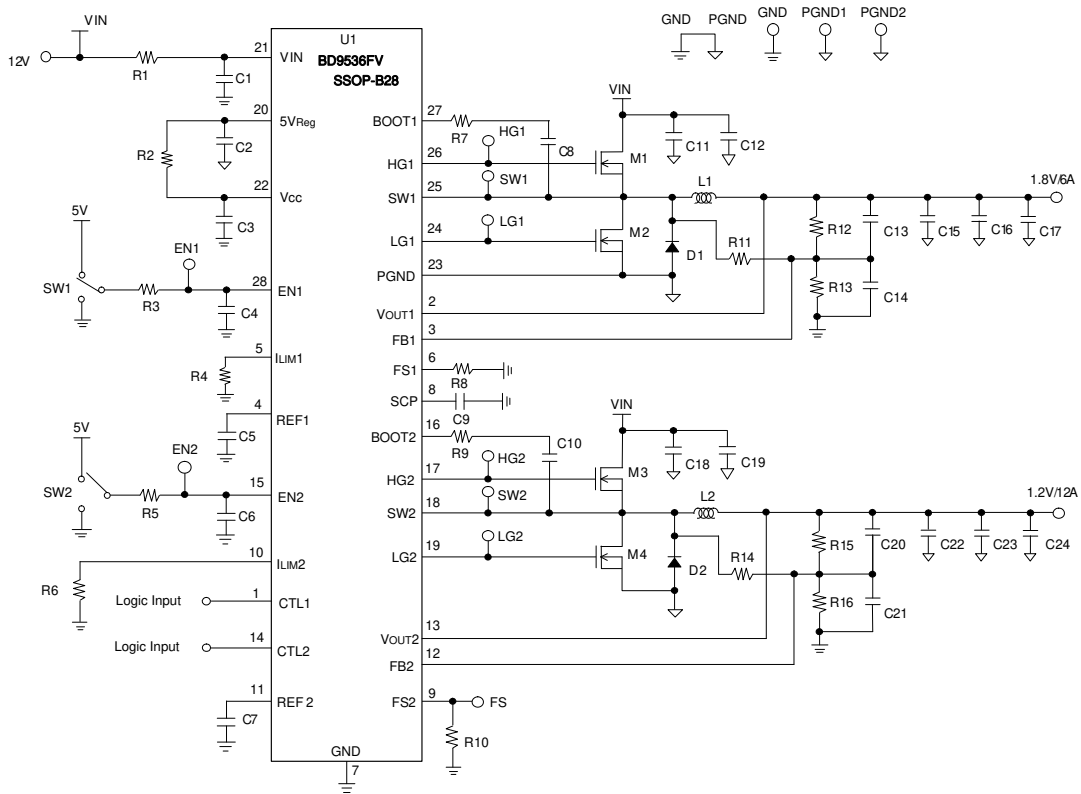 VIN
GND PGND GND PGND1 PGND2
12V
R1
C1
21 VIN
U1
BD9536FV
SSOP-B28
20 5VReg
C2
R2
22 Vcc
C3
5V
SW1
EN1
R3
28 EN1
C4
5 ILIM1
R4
4 REF1
C5
5V
SW2
EN2
R5
15 EN2
C6
10 ILIM2
R6
Logic Input
1 CTL1
Logic Input
14 CTL2
11 REF2
C7
GND
7
BOOT1 27
R7
C8
VIN
C11
C12
HG1 26
HG1
M1
SW1 25
SW1
L1
1.8V/6A
LG1 24
LG1
M2
D1
R11
R12
C13
C15
C16
C17
PGND 23
R13
C14
VOUT1 2
FB1 3
FS1 6
R8
SCP 8
C9
BOOT2 16
R9
C10
VIN
C18
C19
HG2 17
HG2
M3
SW2 18
SW2
L2
1.2V/12A
LG2 19
LG2
M4
D2
R14
R15
C20
C22
C23
C24
R16
C21
VOUT2 13
FB2 12
FS2 9
FS
R10